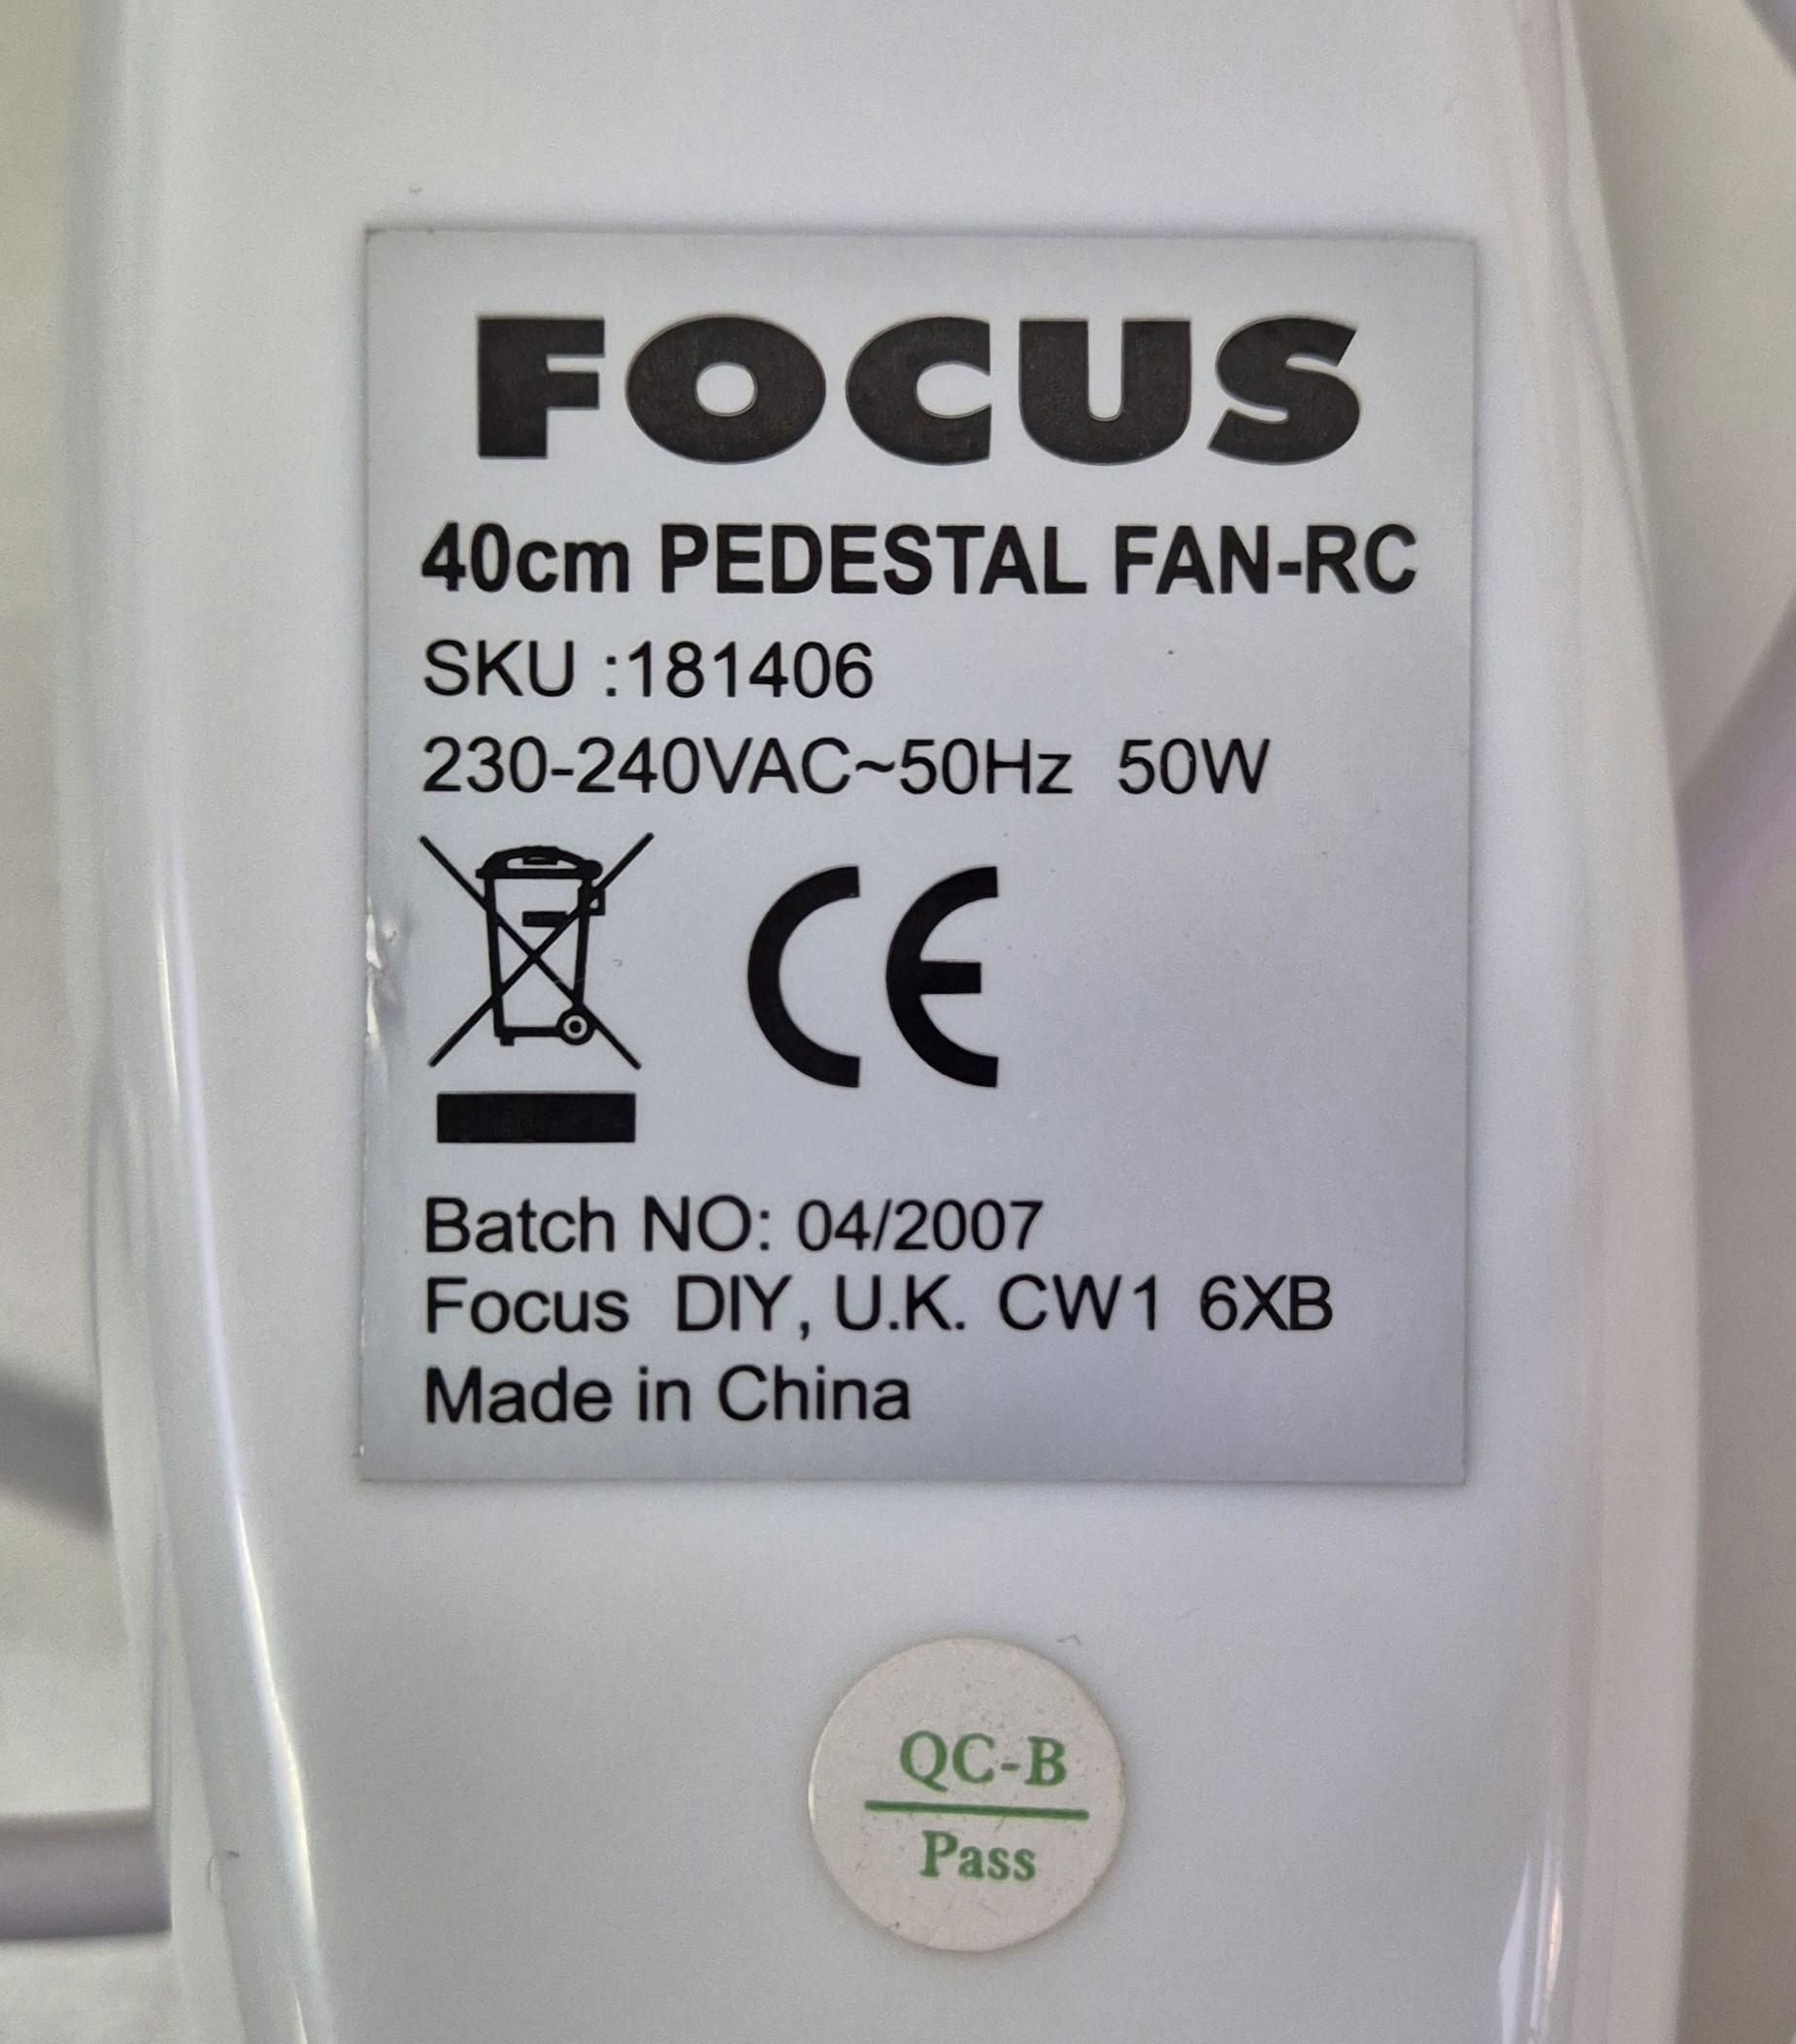 FOCUS
40cm PEDESTAL FAN-RC
SKU :181406
230-240VAC~50Hz 50W
CE
Batch NO: 04/2007
Focus DIY, U.K. CW1 6XB
Made in China
QC-B
Pass